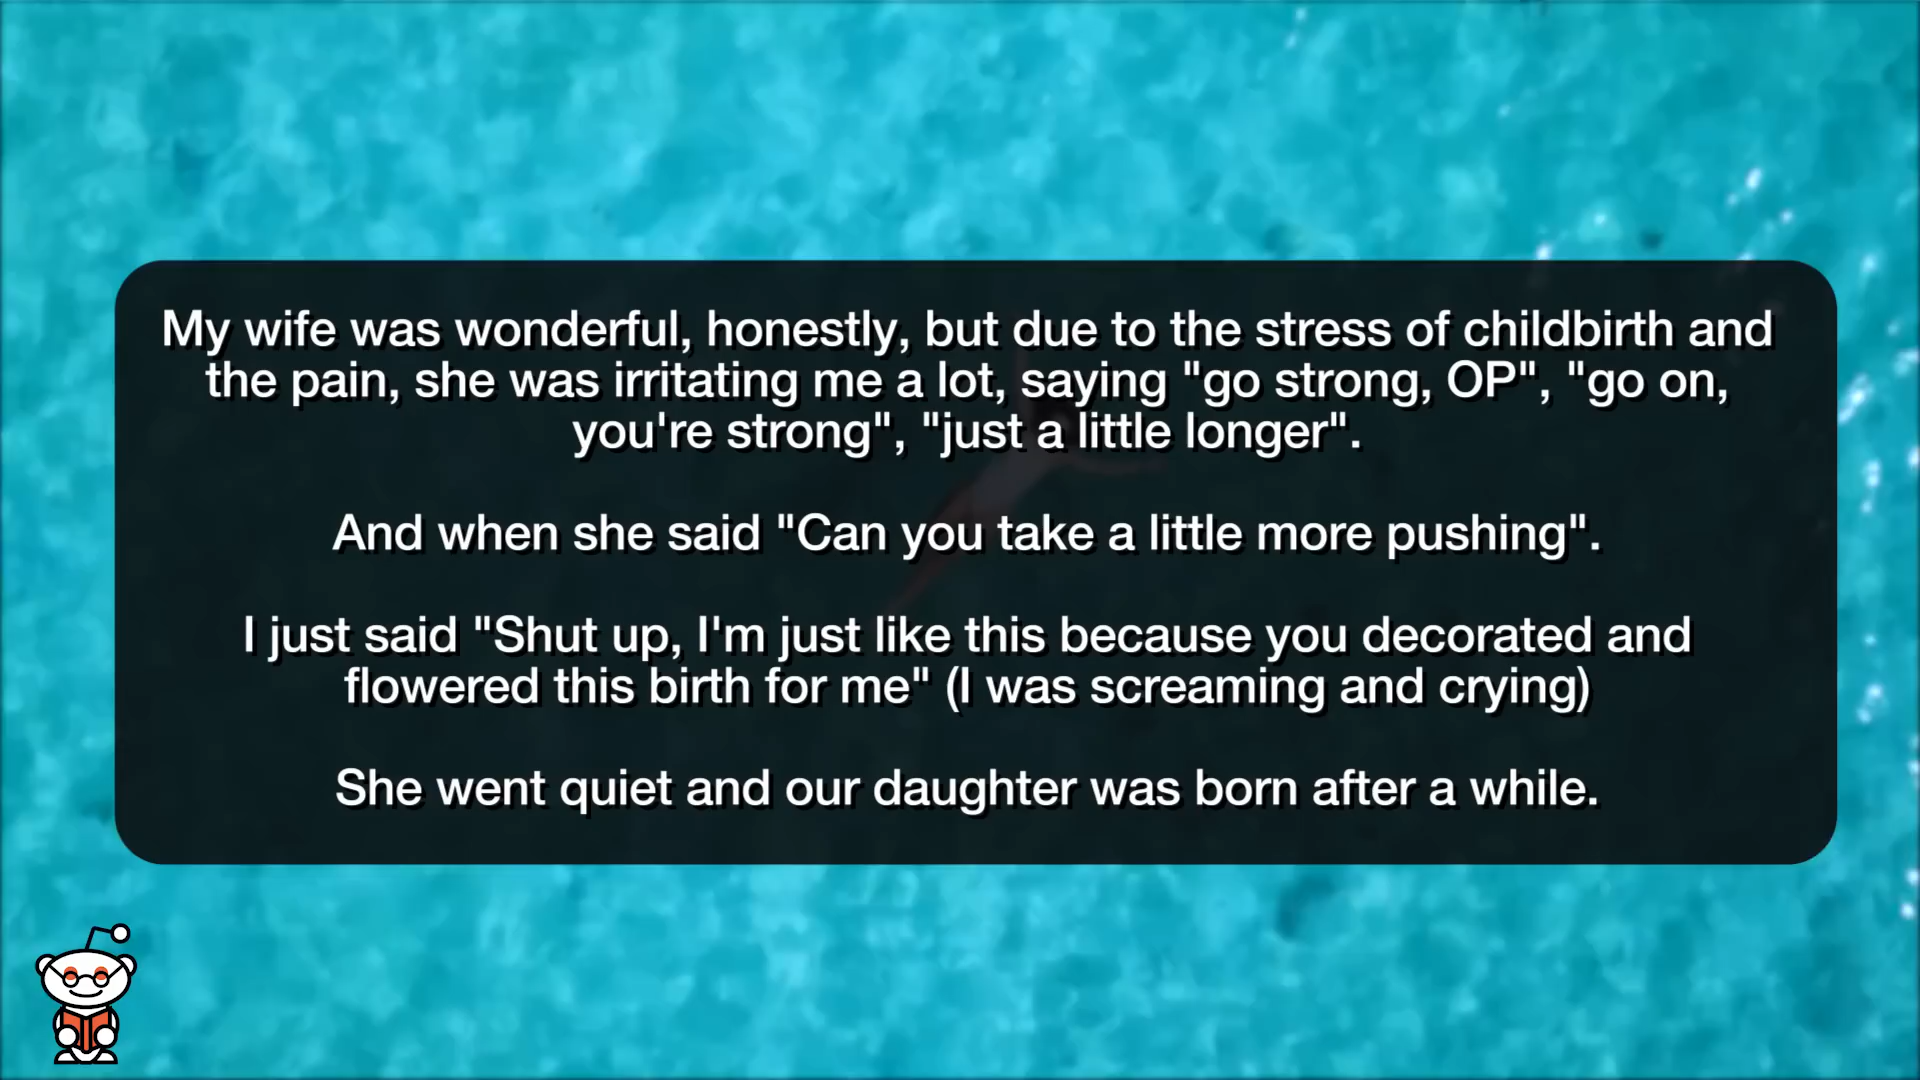 My wife was wonderful, honestly, but due to the stress of childbirth and
the pain, she was irritating me a lot, saying "go strong, OP", "go on,
you're strong", "just a little longer".
And when she said "Can you take a little more pushing".
I just said "Shut up, I'm just like this because you decorated and
flowered this birth for me" (I was screaming and crying)
She went quiet and our daughter was born after a while.